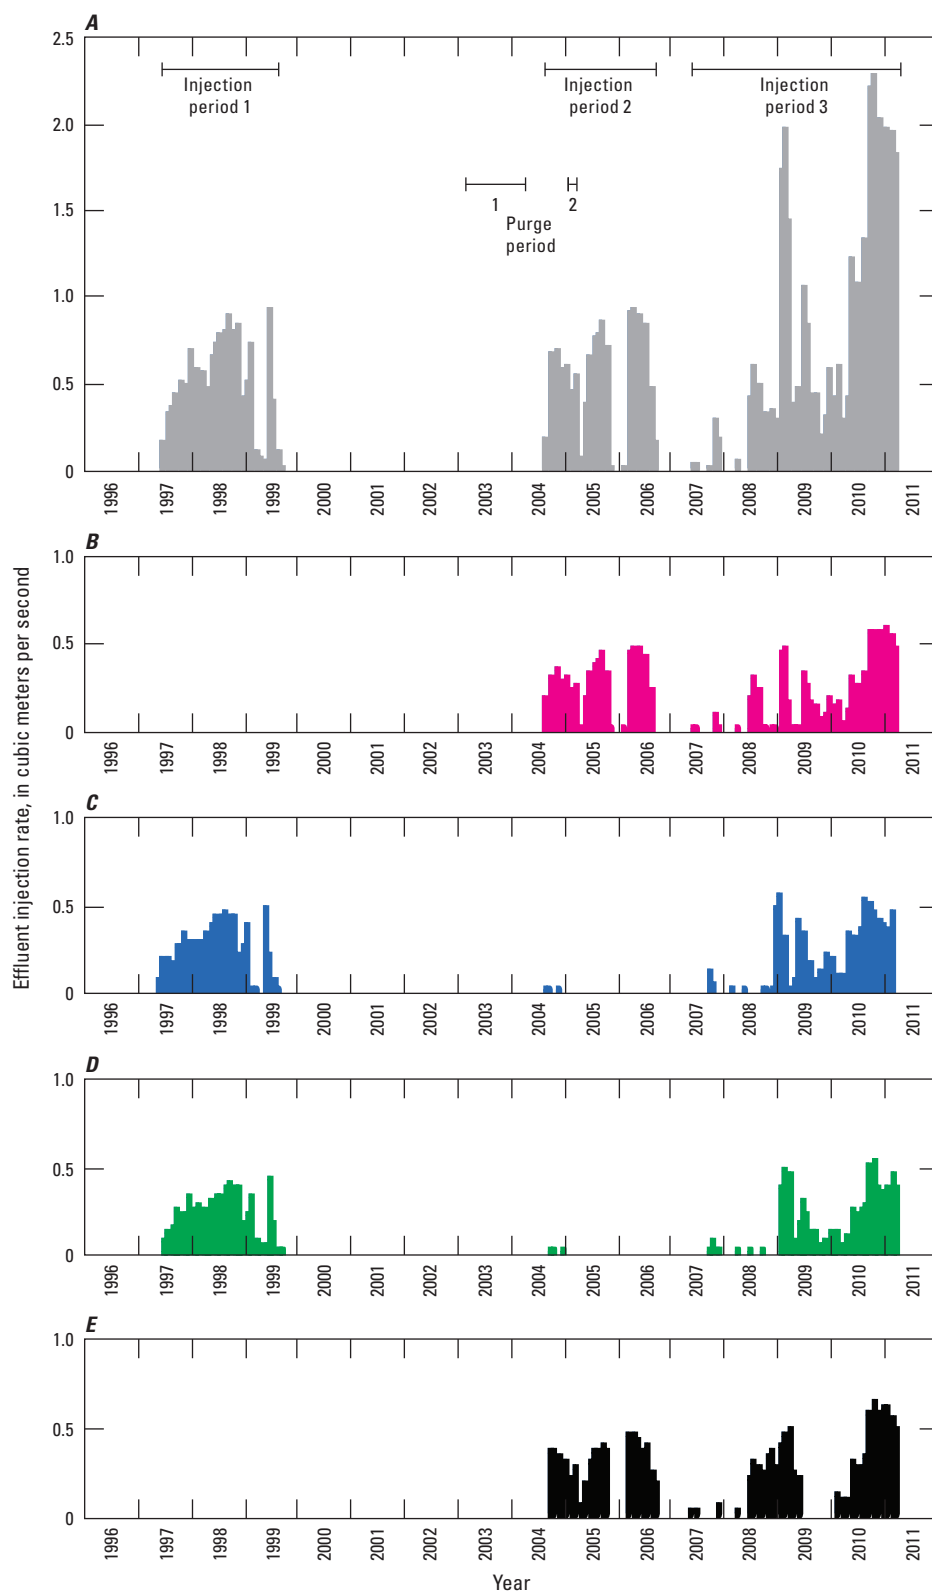 A
2.5
2.0
1.5
1.0
0.5
0
Injection
period 1
Injection
period 2
Injection
period 3
1
2
Purge
period
1996 1997 1998 1999 2000 2001 2002 2003 2004 2005 2006 2007 2008 2009 2010 2011
B
1.0
0.5
0
1996 1997 1998 1999 2000 2001 2002 2003 2004 2005 2006 2007 2008 2009 2010 2011
C
1.0
0.5
0
1996 1997 1998 1999 2000 2001 2002 2003 2004 2005 2006 2007 2008 2009 2010 2011
D
1.0
0.5
0
1996 1997 1998 1999 2000 2001 2002 2003 2004 2005 2006 2007 2008 2009 2010 2011
E
1.0
0.5
0
1996 1997 1998 1999 2000 2001 2002 2003 2004 2005 2006 2007 2008 2009 2010 2011
Effluent injection rate, in cubic meters per second
Year